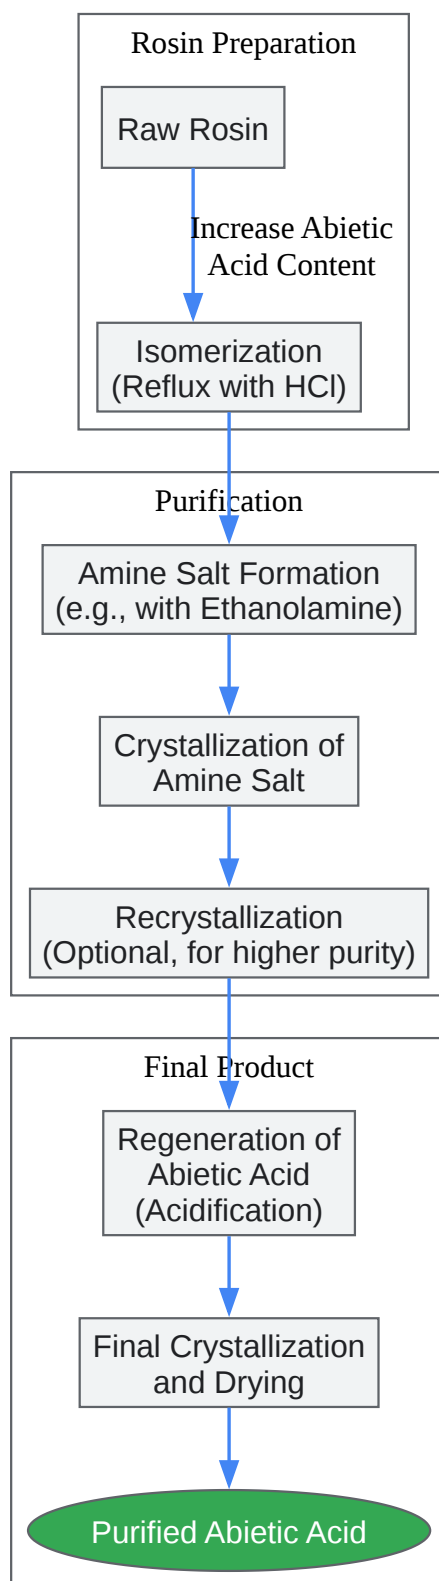 Rosin Preparation
Raw Rosin
Increase Abietic
Acid Content
Isomerization
(Reflux with HCl)
Purification
Amine Salt Formation
(e.g., with Ethanolamine)
Crystallization of
Amine Salt
Recrystallization
(Optional, for higher purity)
Final Product
Regeneration of
Abietic Acid
(Acidification)
Final Crystallization
and Drying
Purified Abietic Acid